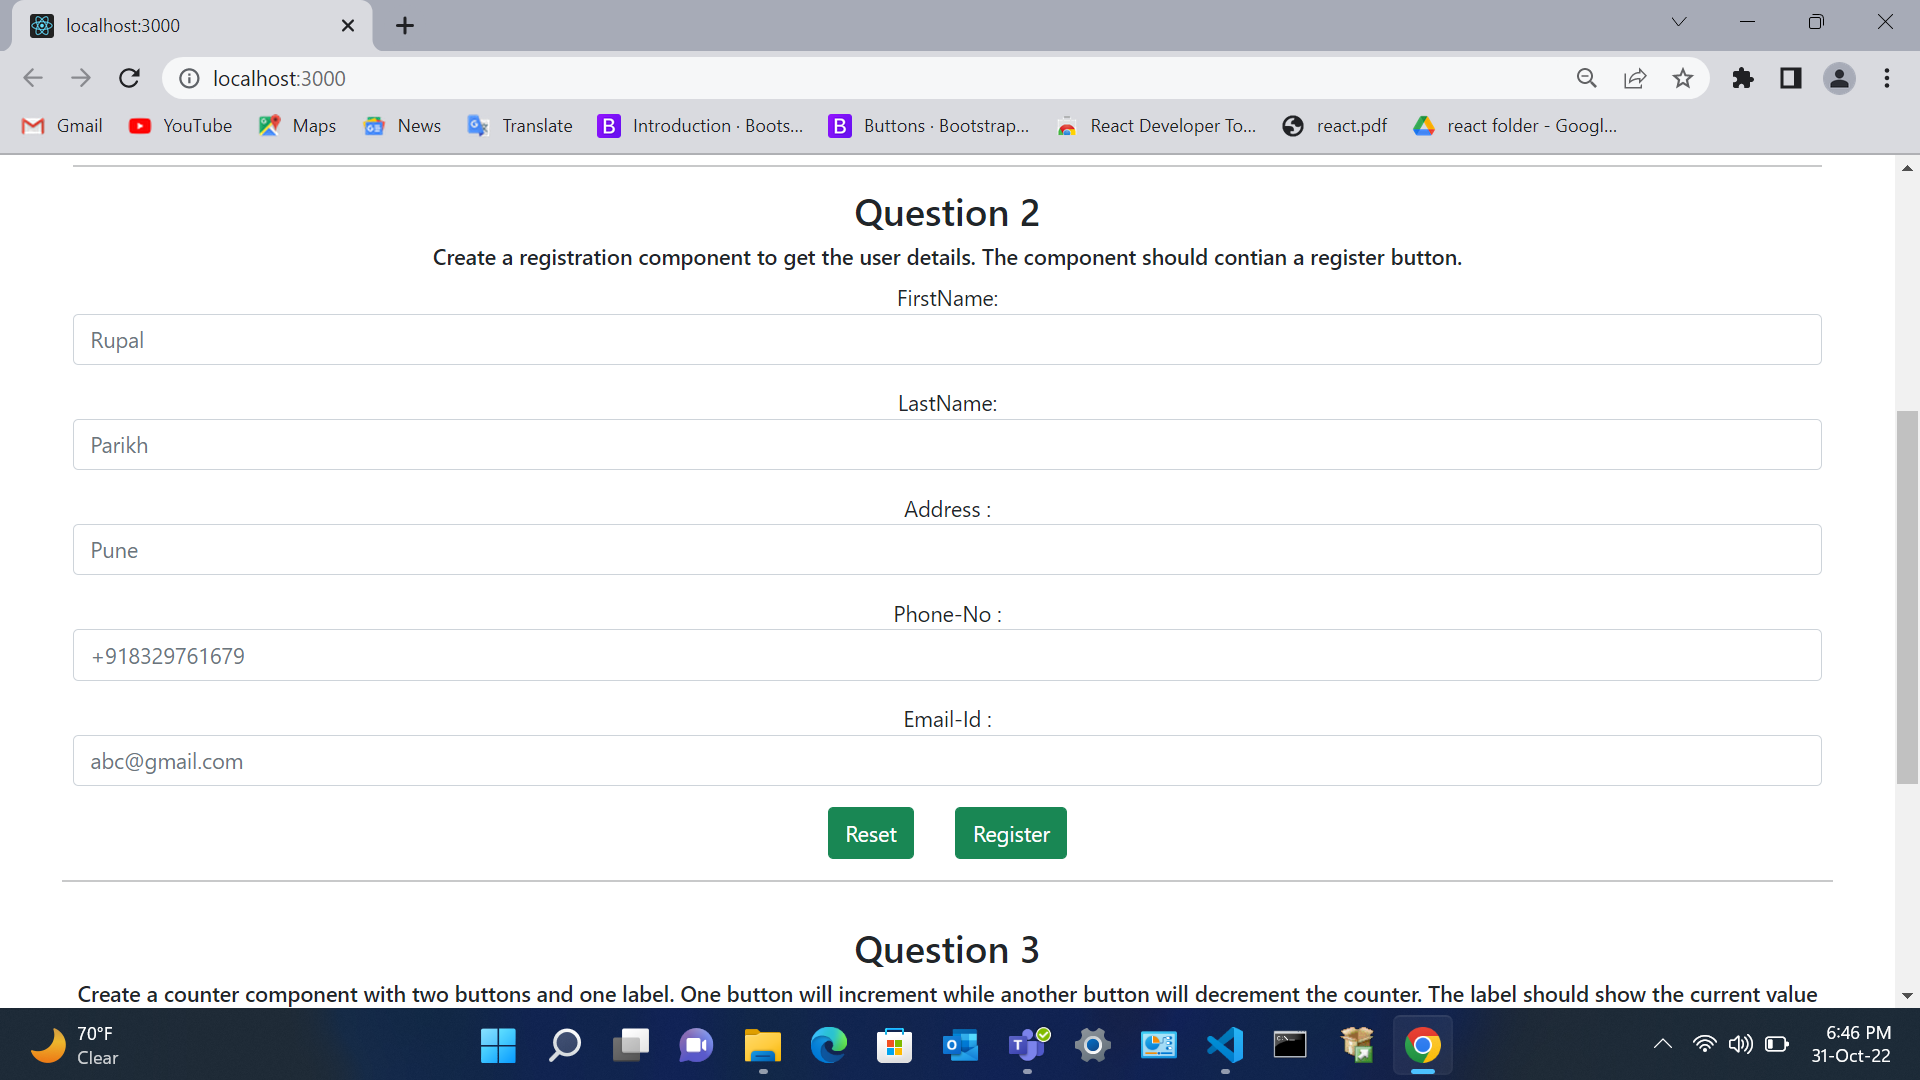 localhost:3000
localhost:3000
Gmail YouTube Maps News Translate Introduction · Boots... Buttons · Bootstrap... React Developer To... react.pdf react folder - Googl...
Question 2
Create a registration component to get the user details. The component should contian a register button.
FirstName:
Rupal
LastName:
Parikh
Address :
Pune
Phone-No :
+918329761679
Email-Id :
abc@gmail.com
Reset Register
Question 3
Create a counter component with two buttons and one label. One button will increment while another button will decrement the counter. The label should show the current value
70°F
Clear
6:46 PM
31-Oct-22